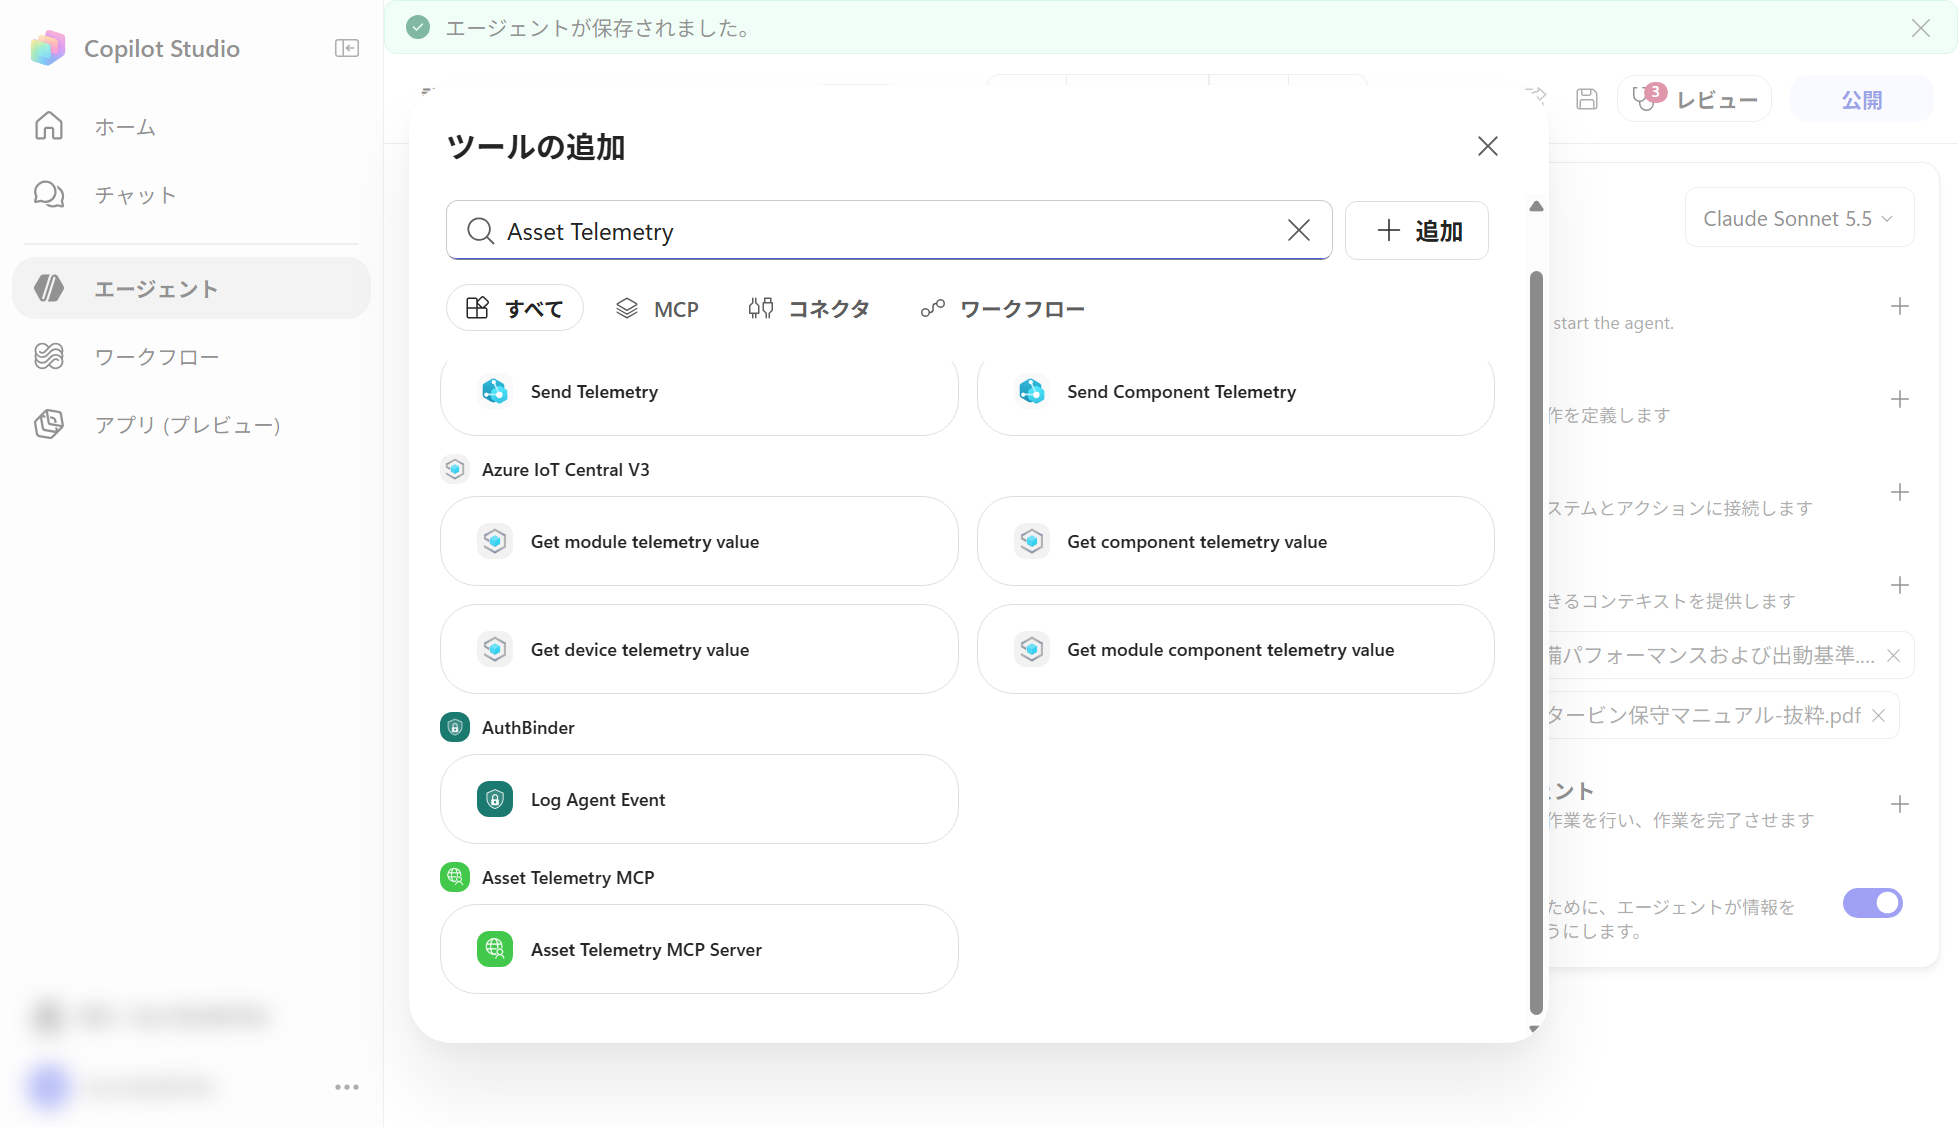 Copilot Studio
ホーム
チャット
エージェント
ワークフロー
アプリ (プレビュー)
エージェントが保存されました。
3
レビュー
公開
ツールの追加
Asset Telemetry
追加
すべて
MCP
コネクタ
ワークフロー
Send Telemetry
Send Component Telemetry
Azure IoT Central V3
Get module telemetry value
Get component telemetry value
Get device telemetry value
Get module component telemetry value
AuthBinder
Log Agent Event
Asset Telemetry MCP
Asset Telemetry MCP Server
Claude Sonnet 5.5
start the agent.
作を定義します
ステムとアクションに接続します
きるコンテキストを提供します
備パフォーマンスおよび出動基準....
タービン保守マニュアル-抜粋.pdf
ント
作業を行い、作業を完了させます
ために、エージェントが情報を
うにします。